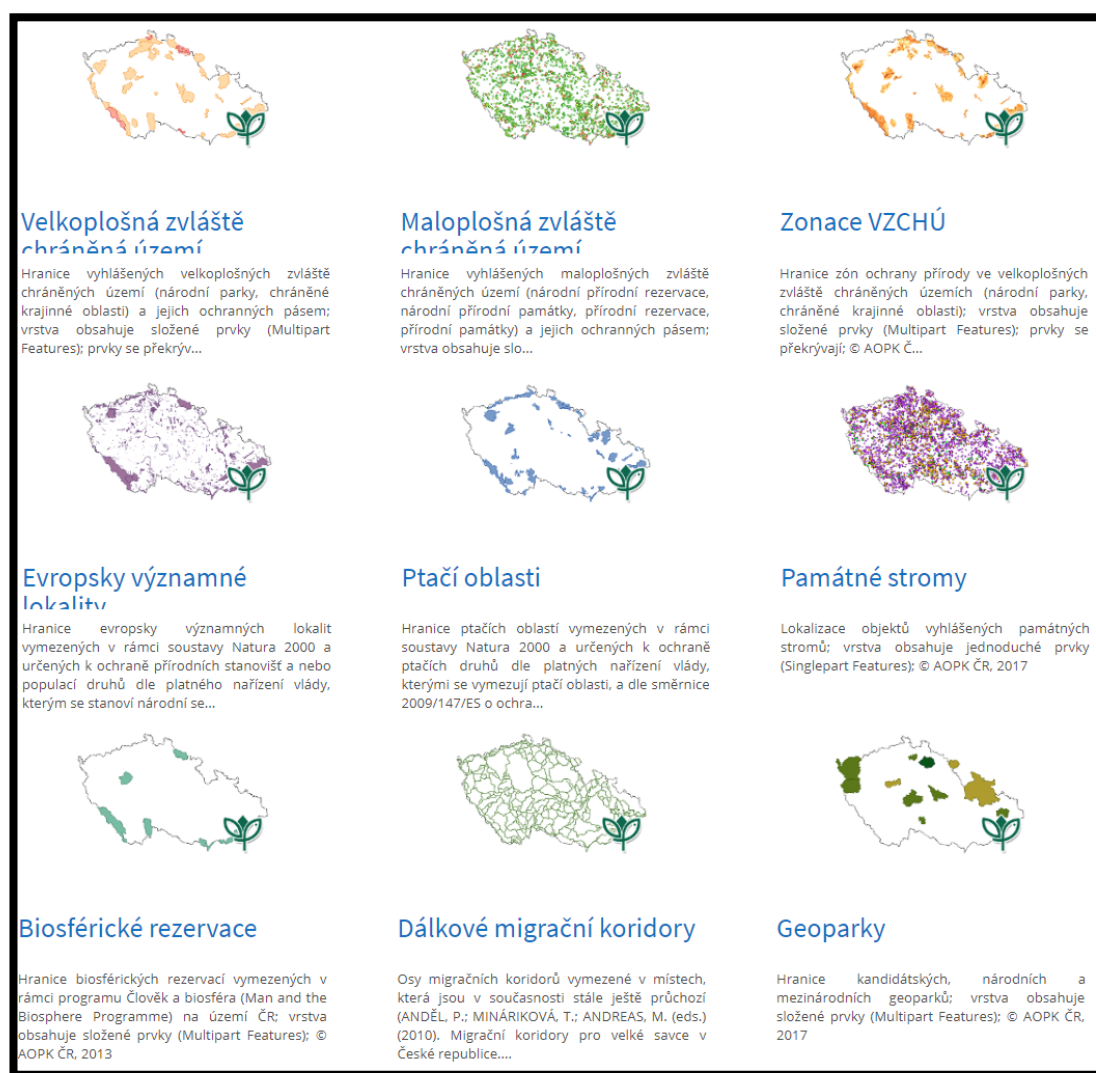 Velkoplošná zvláště
chráněná území
Hranice vyhlášených velkoplošných zvláště
chráněných území (národní parky, chráněné
krajinné oblasti) a jejich ochranných pásem;
vrstva obsahuje složené prvky (Multipart
Features); prvky se překrýv...
Maloplošná zvláště
chráněná území
Hranice vyhlášených maloplošných zvláště
chráněných území (národní přírodní rezervace,
národní přírodní památky, přírodní rezervace,
přírodní památky) a jejich ochranných pásem;
vrstva obsahuje slo...
Zonace VZCHÚ
Hranice zón ochrany přírody ve velkoplošných
zvláště chráněných územích (národní parky,
chráněné krajinné oblasti); vrstva obsahuje
složené prvky (Multipart Features); prvky se
překrývají; © AOPK Č...
Evropsky významné
lokality
Hranice evropsky významných lokalit
vymezených v rámci soustavy Natura 2000 a
určených k ochraně přírodních stanovišť a nebo
populací druhů dle platného nařízení vlády,
kterým se stanoví národní se...
Ptačí oblasti
Hranice ptačích oblastí vymezených v rámci
soustavy Natura 2000 a určených k ochraně
ptačích druhů dle platných nařízení vlády,
kterými se vymezují ptačí oblasti, a dle směrnice
2009/147/ES o ochra...
Památné stromy
Lokalizace objektů vyhlášených památných
stromů; vrstva obsahuje jednoduché prvky
(Singlepart Features); © AOPK ČR, 2017
Biosférické rezervace
Hranice biosférických rezervací vymezených v
rámci programu Člověk a biosféra (Man and the
Biosphere Programme) na území ČR; vrstva
obsahuje složené prvky (Multipart Features); ©
AOPK ČR, 2013
Dálkové migrační koridory
Osy migračních koridorů vymezené v místech,
která jsou v současnosti stále ještě průchozí
(ANDĚL, P.; MINÁRIKOVÁ, T.; ANDREAS, M. (eds.)
(2010). Migrační koridory pro velké savce v
České republice....
Geoparky
Hranice kandidátských, národních a
mezinárodních geoparků; vrstva obsahuje
složené prvky (Multipart Features); © AOPK ČR,
2017